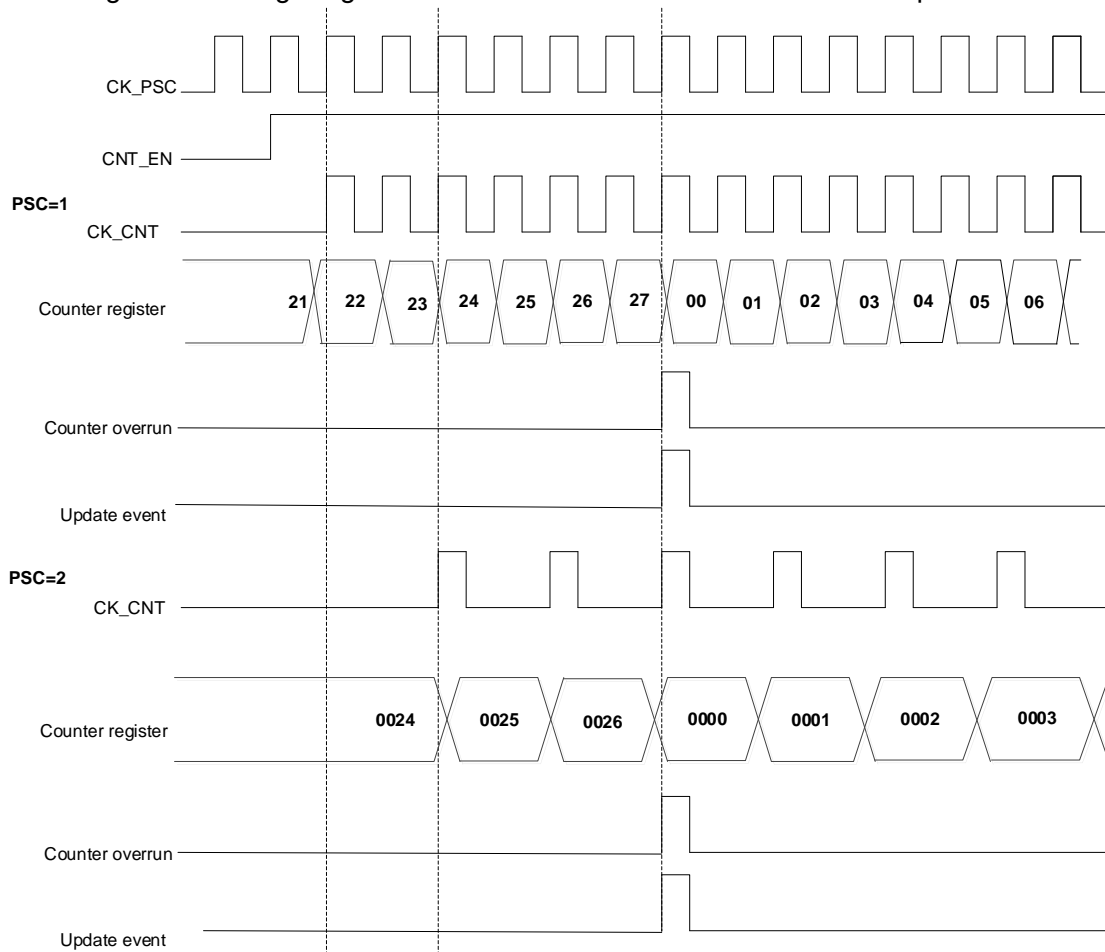 CK_PSC
CNT_EN
PSC=1
CK_CNT
21 22 23 24 25 26 27 00 01 02 03 04 05 06
Counter register
Counter overrun
Update event
PSC=2
CK_CNT
0024 0025 0026 0000 0001 0002 0003
Counter register
Counter overrun
Update event